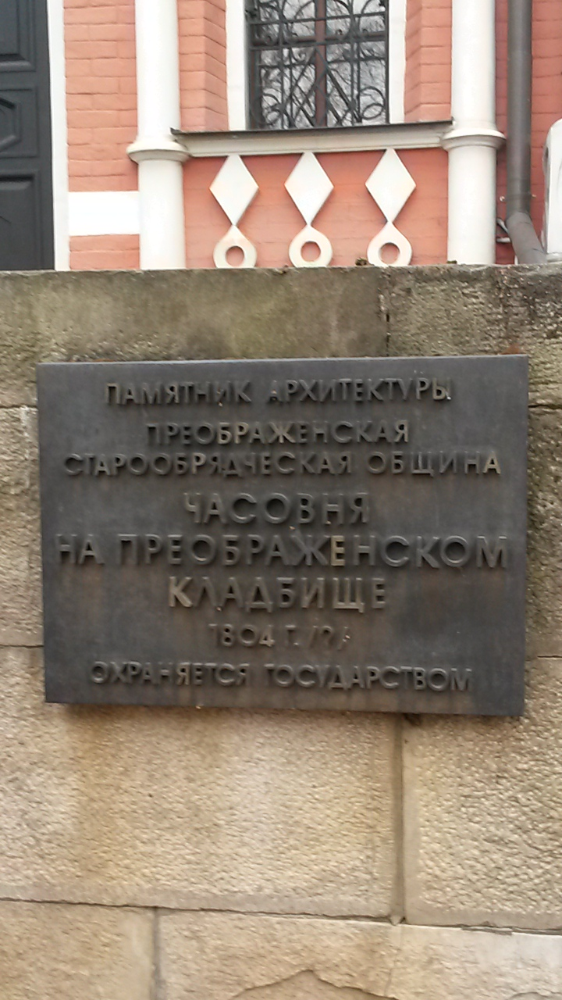 ПАМЯТНИК АРХИТЕКТУРЫ
ПРЕОБРАЖЕНСКАЯ
СТАРООБРЯДЧЕСКАЯ ОБЩИНА
ЧАСОВНЯ
НА ПРЕОБРАЖЕНСКОМ
КЛАДБИЩЕ
1804 Г. /?/
ОХРАНЯЕТСЯ ГОСУДАРСТВОМ